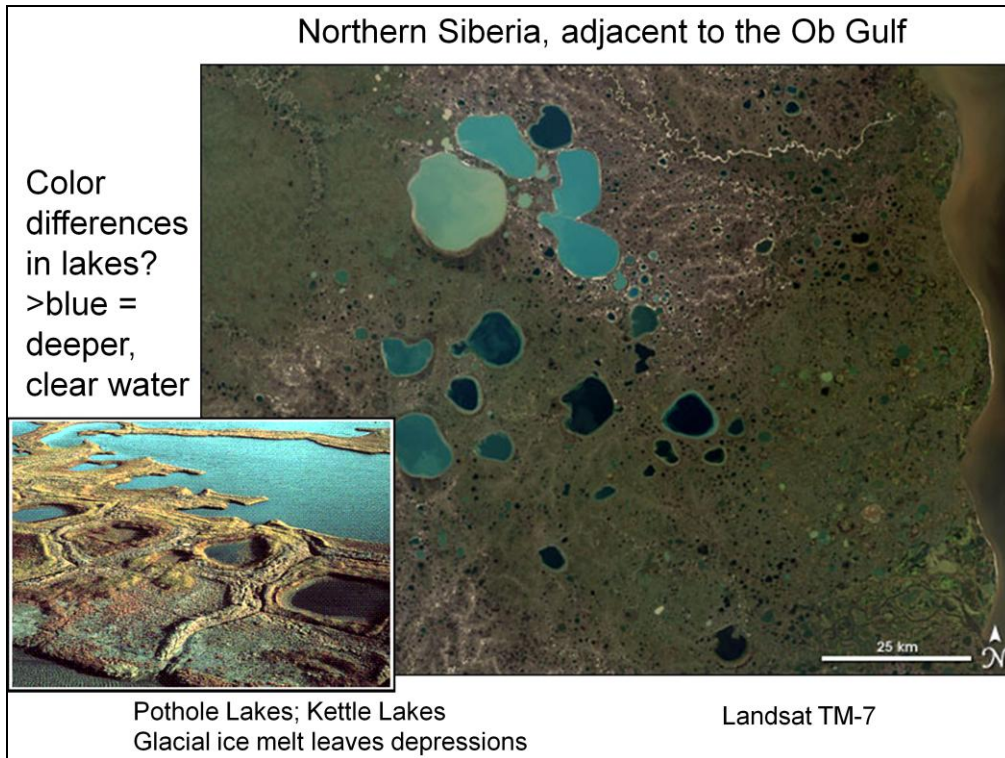 Northern Siberia, adjacent to the Ob Gulf
Color
differences
in lakes?
>blue =
deeper,
clear water
25 km
N
Pothole Lakes; Kettle Lakes
Glacial ice melt leaves depressions
Landsat TM-7